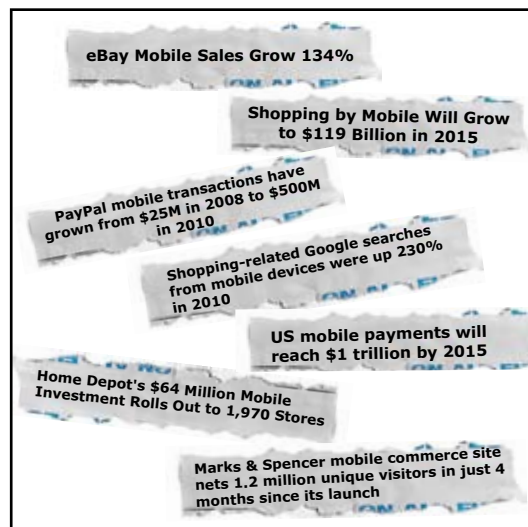 eBay Mobile Sales Grow 134%
Shopping by Mobile Will Grow
to $119 Billion in 2015
PayPal mobile transactions have
grown from $25M in 2008 to $500M
in 2010
Shopping-related Google searches
from mobile devices were up 230%
in 2010
US mobile payments will
reach $1 trillion by 2015
Home Depot's $64 Million Mobile
Investment Rolls Out to 1,970 Stores
Marks & Spencer mobile commerce site
nets 1.2 million unique visitors in just 4
months since its launch